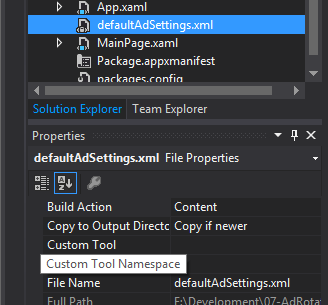 App.xaml
defaultAdSettings.xml
MainPage.xaml
Package.appxmanifest
packages.config
Solution Explorer Team Explorer
Properties
defaultAdSettings.xml File Properties
Build Action Content
Copy to Output Directo Copy if newer
Custom Tool
Custom Tool Namespace
File Name defaultAdSettings.xml
Full Path F:\Development\07-AdRota